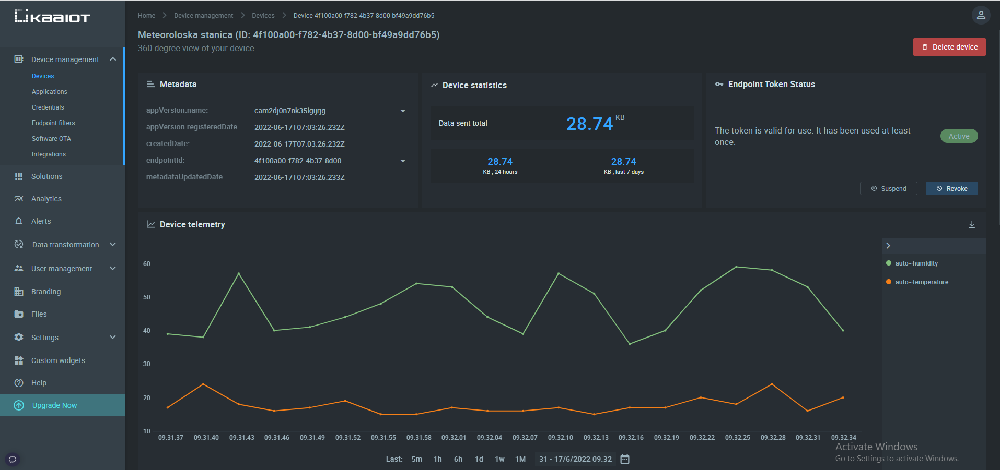 kaaIoT
Home > Device management > Devices > Device 4f100a00-f782-4b37-8d00-bf49a9dd76b5
Meteoroloska stanica (ID: 4f100a00-f782-4b37-8d00-bf49a9dd76b5)
360 degree view of your device
Delete device
Device management
Devices
Applications
Credentials
Endpoint filters
Software OTA
Integrations
Solutions
Analytics
Alerts
Data transformation
User management
Branding
Files
Settings
Custom widgets
Help
Upgrade Now
Metadata
appVersion.name: cam2dj0n7nk35lgijrjg-
appVersion.registeredDate: 2022-06-17T07:03:26.232Z
createdDate: 2022-06-17T07:03:26.232Z
endpointId: 4f100a00-f782-4b37-8d00-
metadataUpdatedDate: 2022-06-17T07:03:26.233Z
Device statistics
Data sent total 28.74 KB
28.74
KB , 24 hours
28.74
KB , last 7 days
Endpoint Token Status
The token is valid for use. It has been used at least
once.
Active
Suspend
Revoke
Device telemetry
60
50
40
30
20
10
09:31:37 09:31:40 09:31:43 09:31:46 09:31:49 09:31:52 09:31:55 09:31:58 09:32:01 09:32:04 09:32:07 09:32:10 09:32:13 09:32:16 09:32:19 09:32:22 09:32:25 09:32:28 09:32:31 09:32:34
auto~humidity
auto~temperature
Last: 5m 1h 6h 1d 1w 1M 31 - 17/6/2022 09.32
Activate Windows
Go to Settings to activate Windows.